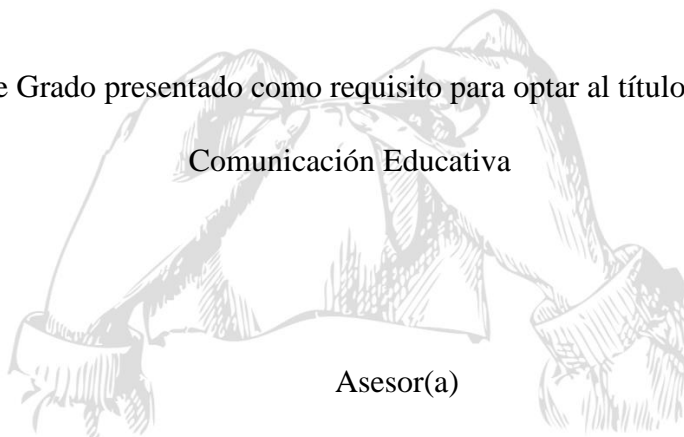 e Grado presentado como requisito para optar al título
Comunicación Educativa
Asesor(a)